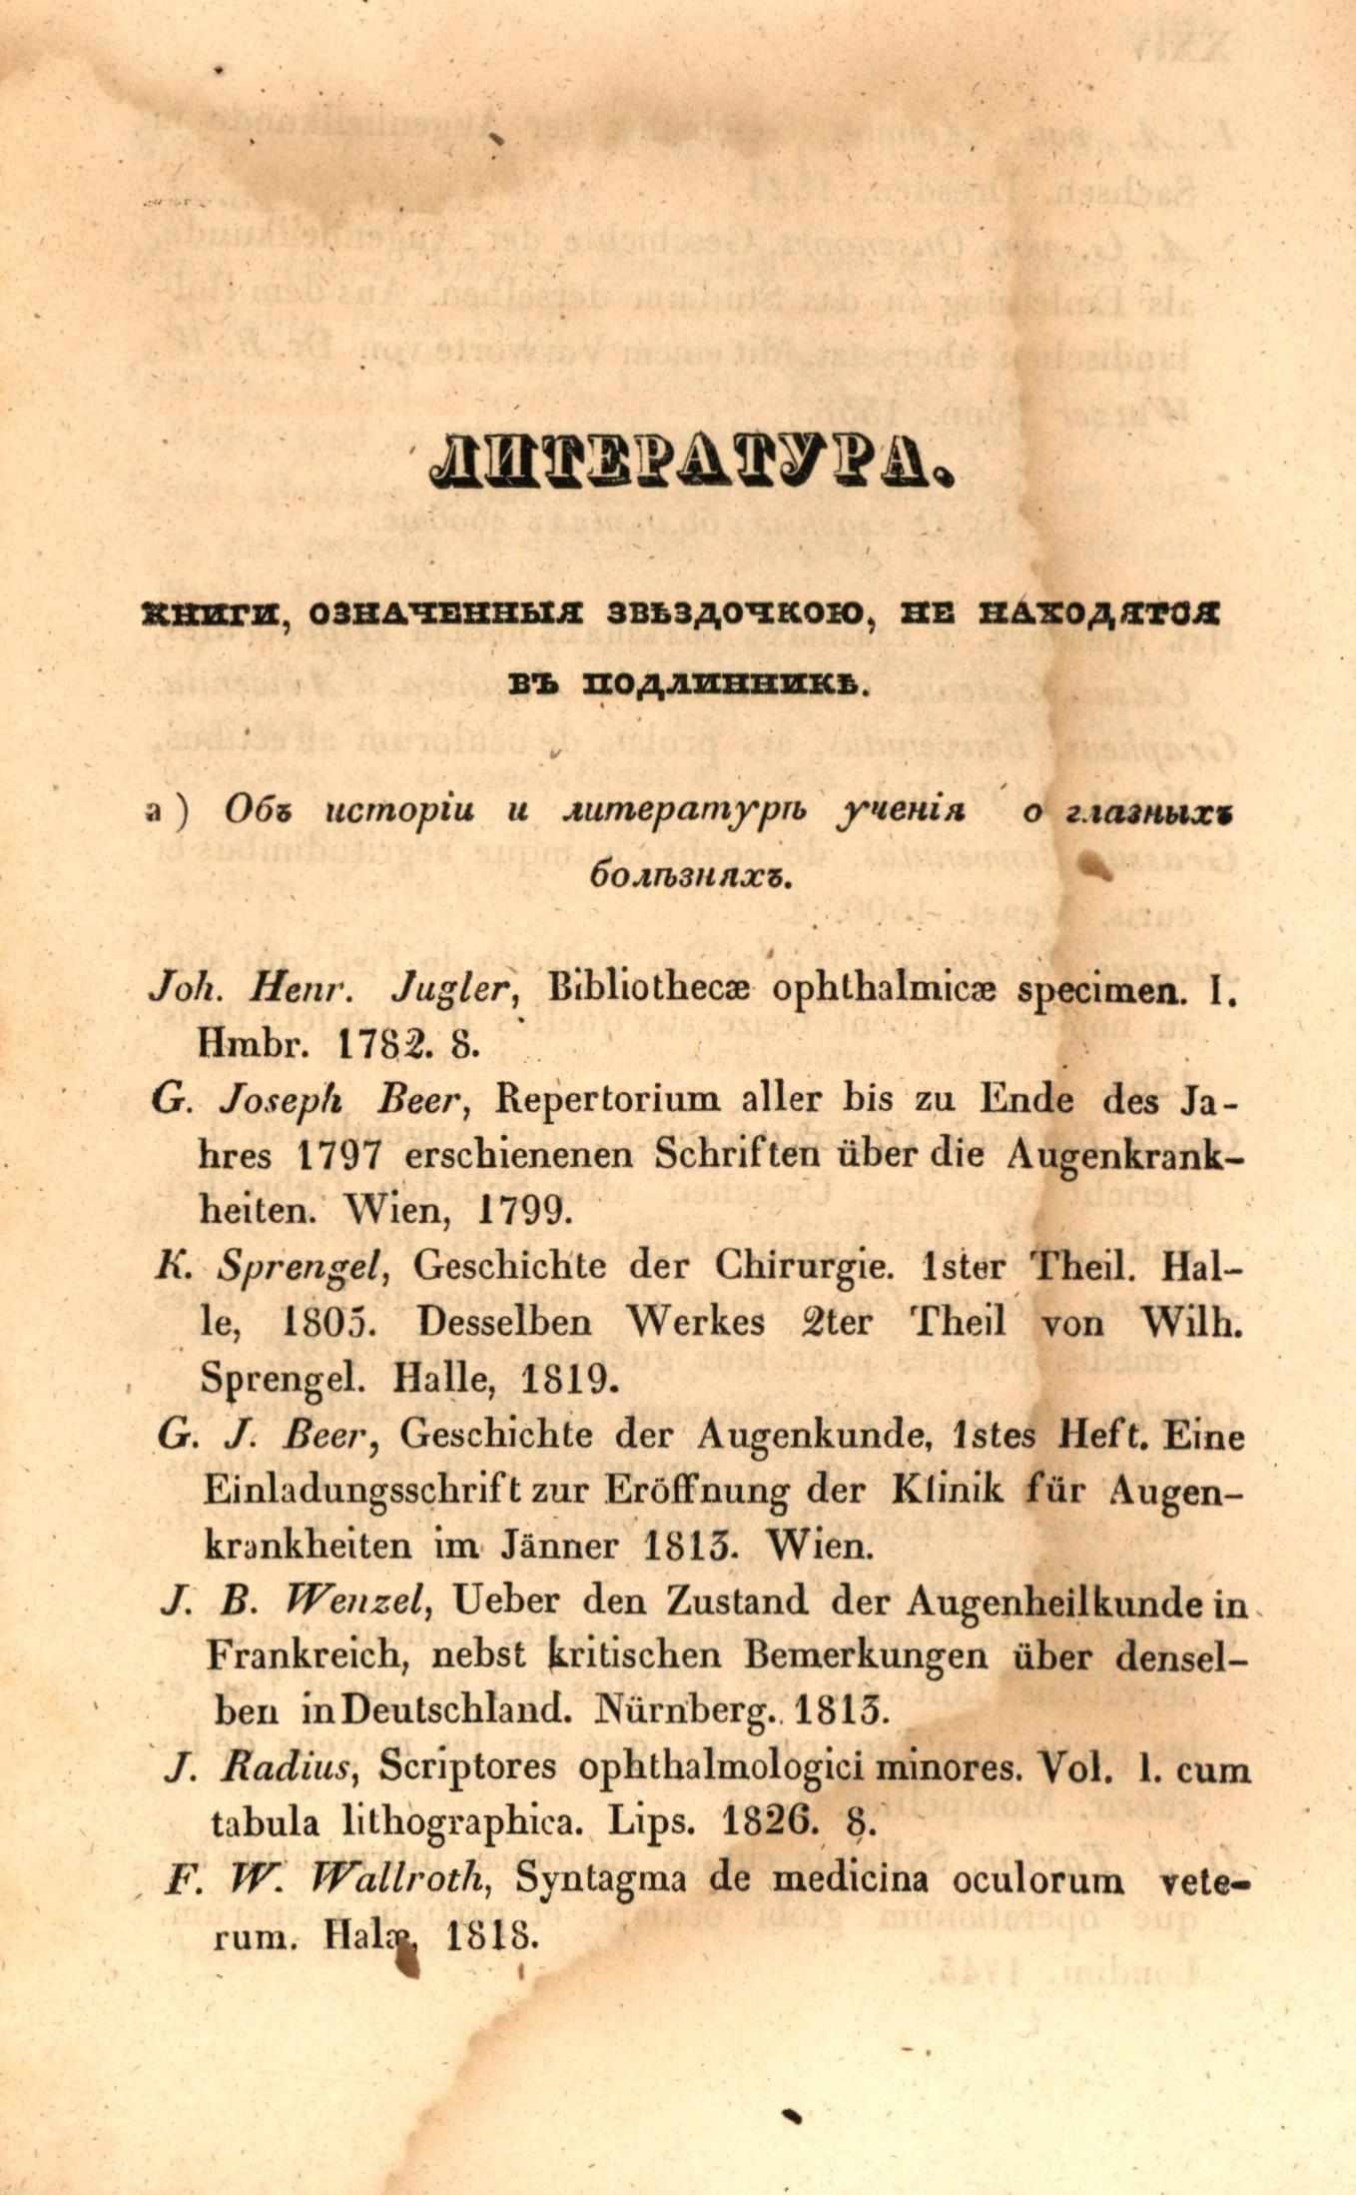 ЛИТЕРАТУРА.
КНИГИ, ОЗНАЧЕННЫЯ ЗВѢЗДОЧКОЮ, НЕ НАХОДЯТСЯ
ВЪ ПОДЛИННИКѢ.
а) Объ исторіи и литературѣ ученія о глазныхъ
болѣзняхъ.
Joh. Henr. Jugler, Bibliothecæ ophthalmicæ specimen. I.
Hmbr. 1782. 8.
G. Joseph Beer, Repertorium aller bis zu Ende des Ja-
hres 1797 erschienenen Schriften über die Augenkrank-
heiten. Wien, 1799.
K. Sprengel, Geschichte der Chirurgie. 1ster Theil. Hal-
le, 1805. Desselben Werkes 2ter Theil von Wilh.
Sprengel. Halle, 1819.
G. J. Beer, Geschichte der Augenkunde, 1stes Heft. Eine
Einladungsschrift zur Eröffnung der Klinik für Augen-
krankheiten im Jänner 1813. Wien.
J. B. Wenzel, Ueber den Zustand der Augenheilkunde in
Frankreich, nebst kritischen Bemerkungen über densel-
ben in Deutschland. Nürnberg. 1813.
J. Radius, Scriptores ophthalmologici minores. Vol. 1. cum
tabula lithographica. Lips. 1826. 8.
F. W. Wallroth, Syntagma de medicina oculorum vete-
rum. Halæ, 1818.